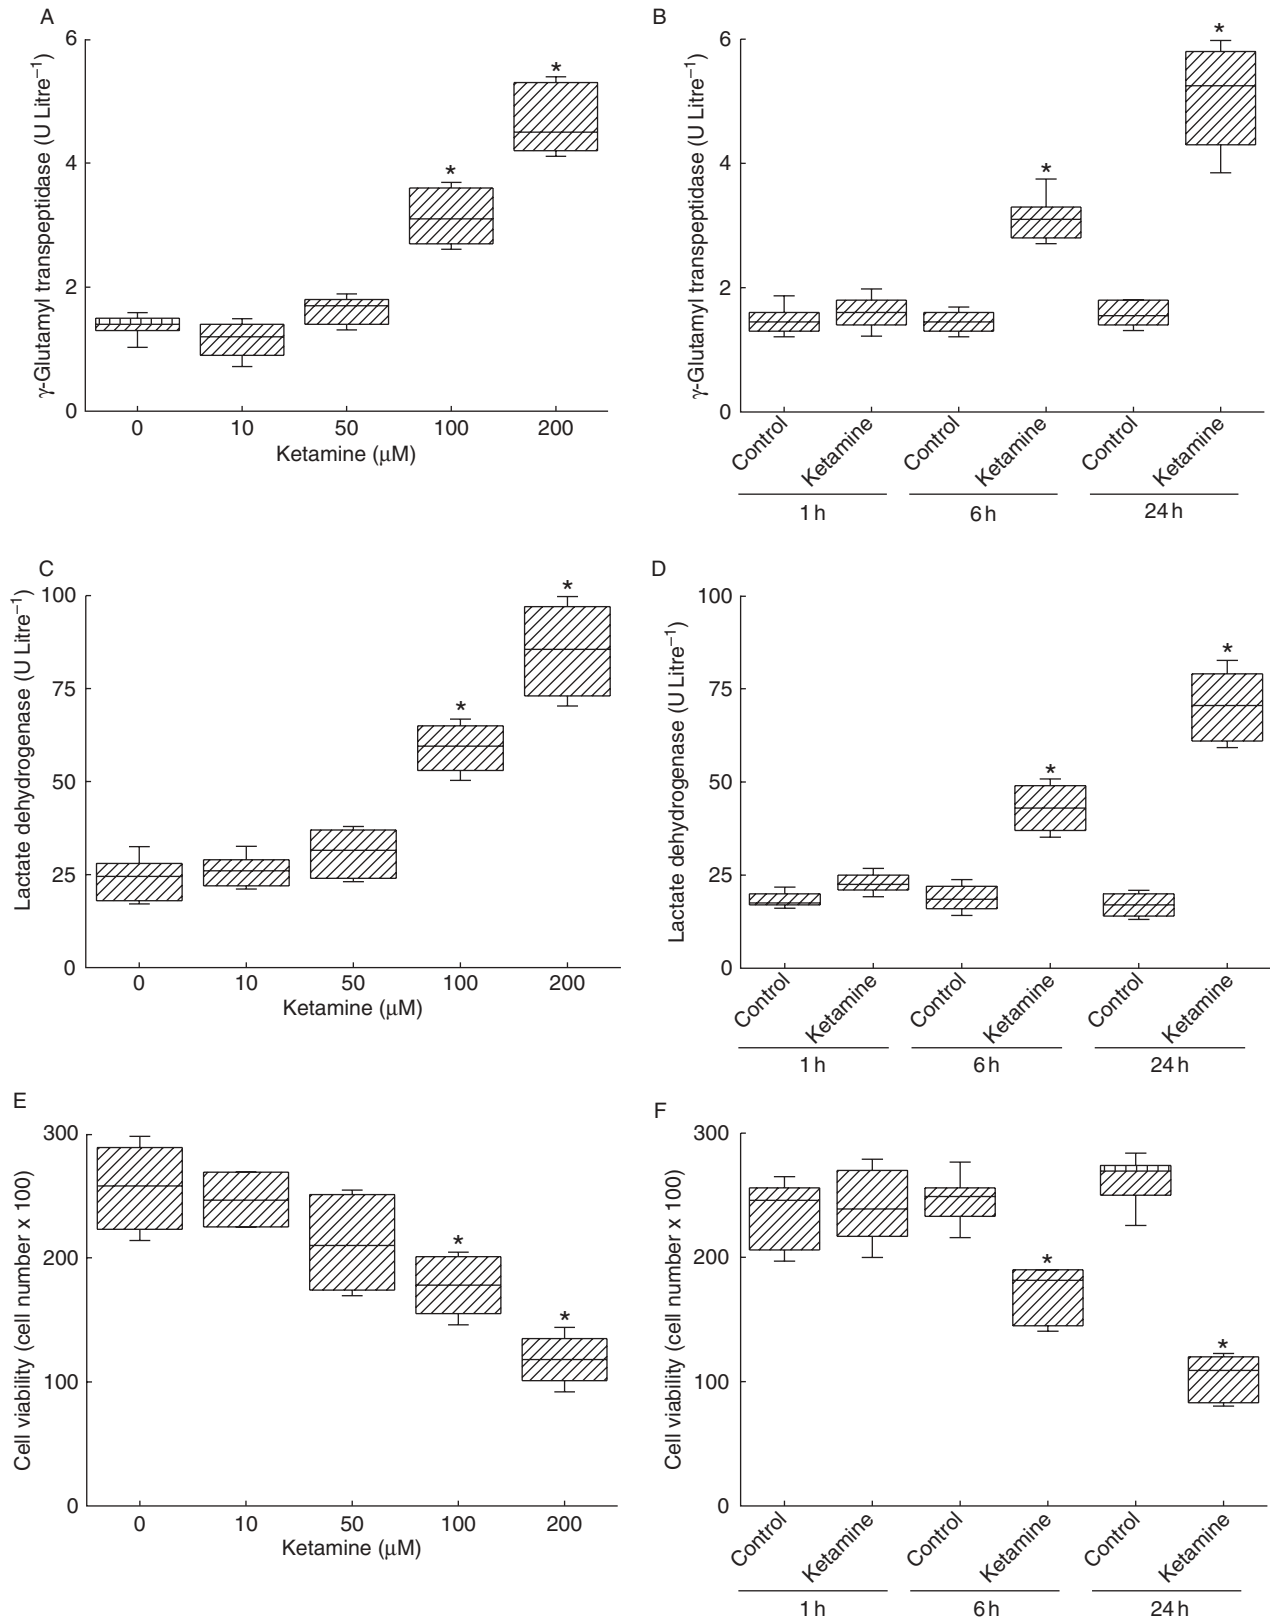 A
γ-Glutamyl transpeptidase (U Litre−1)
6
4
2
0
*
*
0 10 50 100 200
Ketamine (μM)
B
γ-Glutamyl transpeptidase (U Litre−1)
6
4
2
0
*
*
Control Ketamine Control Ketamine Control Ketamine
1 h 6 h 24 h
C
Lactate dehydrogenase (U Litre−1)
100
75
50
25
0
*
*
0 10 50 100 200
Ketamine (μM)
D
Lactate dehydrogenase (U Litre−1)
100
75
50
25
0
*
*
Control Ketamine Control Ketamine Control Ketamine
1 h 6 h 24 h
E
Cell viability (cell number x 100)
300
200
100
0
*
*
0 10 50 100 200
Ketamine (μM)
F
Cell viability (cell number x 100)
300
200
100
0
*
*
Control Ketamine Control Ketamine Control Ketamine
1 h 6 h 24 h